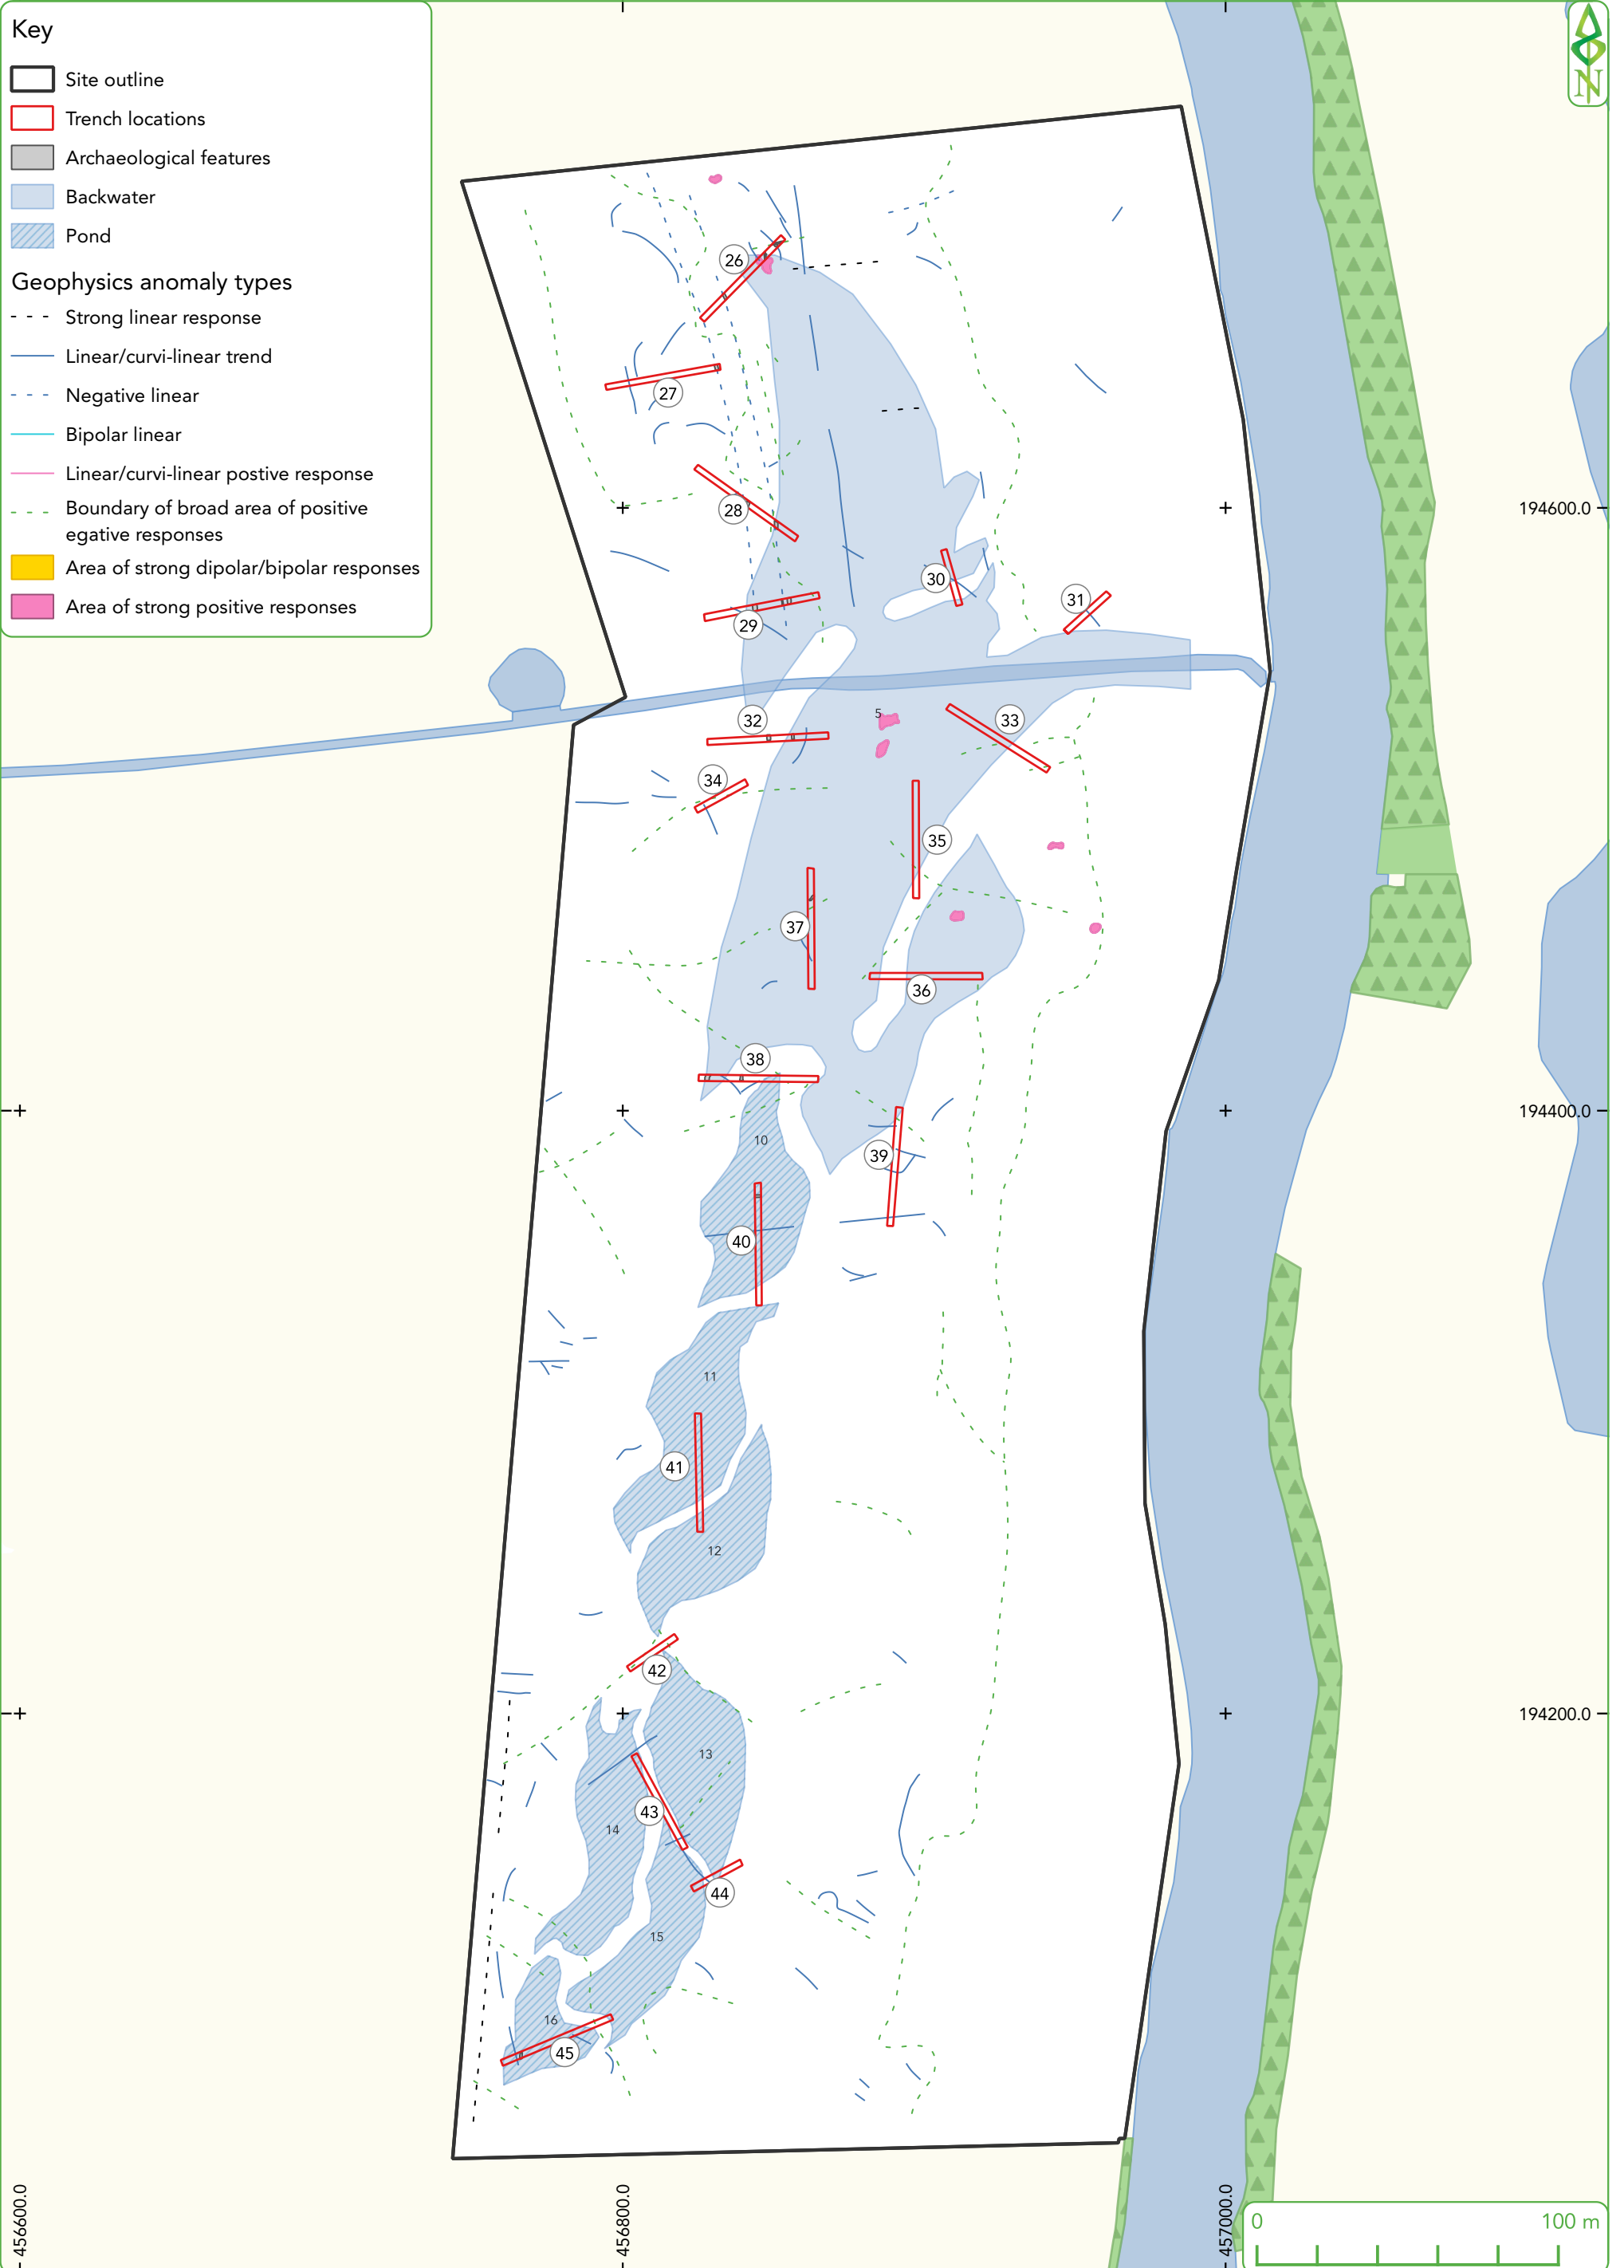 Key
Site outline
Trench locations
Archaeological features
Backwater
Pond
Geophysics anomaly types
Strong linear response
Linear/curvi-linear trend
Negative linear
Bipolar linear
Linear/curvi-linear postive response
Boundary of broad area of positive
egative responses
Area of strong dipolar/bipolar responses
Area of strong positive responses
N
26
27
28
194600.0
30
31
29
32
5
33
34
35
37
36
38
194400.0
10
39
40
11
41
12
42
194200.0
13
43
14
44
15
16
45
456600.0
456800.0
457000.0
0
100 m